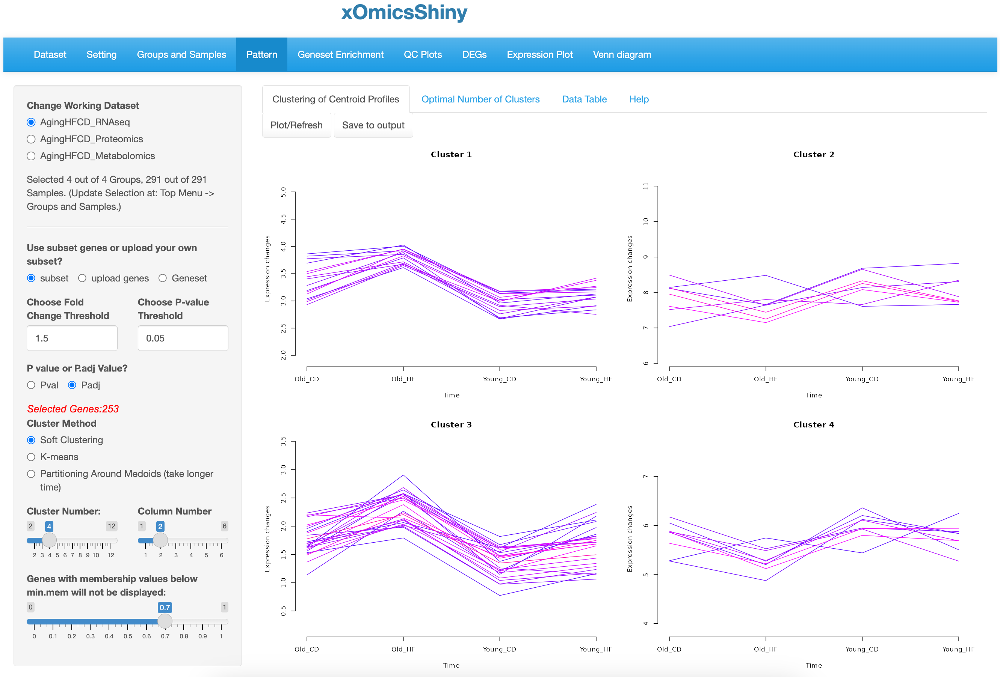 xOmicsShiny
Dataset Setting Groups and Samples Pattern Geneset Enrichment QC Plots DEGs Expression Plot Venn diagram
Change Working Dataset
AgingHFCD_RNAseq
AgingHFCD_Proteomics
AgingHFCD_Metabolomics
Selected 4 out of 4 Groups, 291 out of 291
Samples. (Update Selection at: Top Menu ->
Groups and Samples.)
Use subset genes or upload your own
subset?
subset upload genes Geneset
Choose Fold
Change Threshold
Choose P-value
Threshold
1.5
0.05
P value or P.adj Value?
Pval Padj
Selected Genes:253
Cluster Method
Soft Clustering
K-means
Partitioning Around Medoids (take longer
time)
Cluster Number:
2 4 12
2 3 4 5 6 7 8 9 10 12
Column Number
1 2 6
1 2 3 4 5 6
Genes with membership values below
min.mem will not be displayed:
0 0.7 1
0 0.1 0.2 0.3 0.4 0.5 0.6 0.7 0.8 0.9 1
Clustering of Centroid Profiles Optimal Number of Clusters Data Table Help
Plot/Refresh Save to output
Cluster 1
Expression changes
5.0
4.5
4.0
3.5
3.0
2.5
2.0
Old_CD Old_HF Young_CD Young_HF
Time
Cluster 2
Expression changes
11
10
9
8
7
6
Old_CD Old_HF Young_CD Young_HF
Time
Cluster 3
Expression changes
3.5
3.0
2.5
2.0
1.5
1.0
0.5
Old_CD Old_HF Young_CD Young_HF
Time
Cluster 4
Expression changes
7
6
5
4
Old_CD Old_HF Young_CD Young_HF
Time